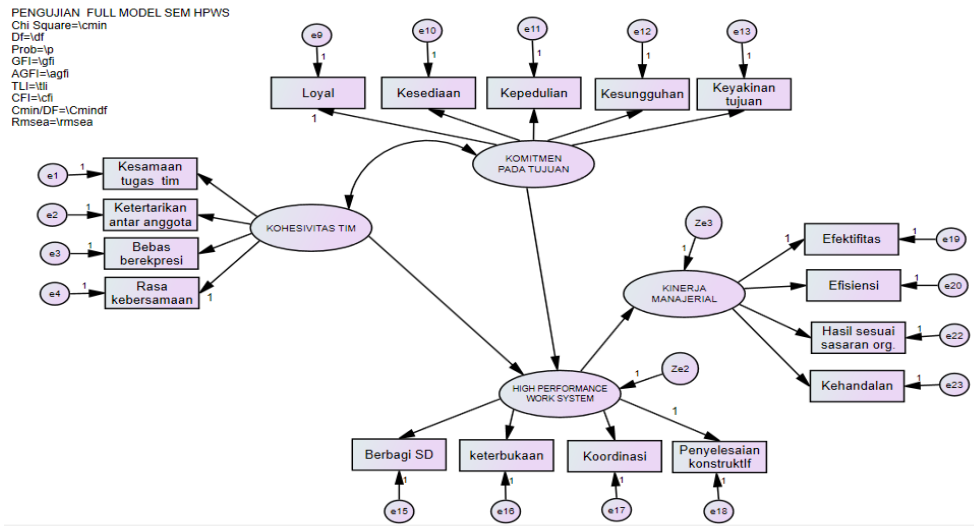 PENGUJIAN FULL MODEL SEM HPWS
Chi Square=\cmin
Df=\df
Prob=\p
GFI=\gfi
AGFI=\agfi
TLI=\tli
CFI=\cfi
Cmin/DF=\Cmindf
Rmsea=\rmsea
e9
e10
e11
e12
e13
1
1
1
1
1
Loyal
Kesediaan
Kepedulian
Kesungguhan
Keyakinan
tujuan
1
KOMITMEN
PADA TUJUAN
e1
1
Kesamaan
tugas tim
e2
1
Ketertarikan
antar anggota
e3
1
Bebas
berekpresi
e4
1
Rasa
kebersamaan
1
KOHESIVITAS TIM
Ze3
1
KINERJA
MANAJERIAL
1
Efektifitas
1
e19
Efisiensi
1
e20
Hasil sesuai
sasaran org.
1
e22
Kehandalan
1
e23
Ze2
1
HIGH PERFORMANCE
WORK SYSTEM
1
Berbagi SD
keterbukaan
Koordinasi
Penyelesaian
konstruktIf
1
1
1
1
e15
e16
e17
e18